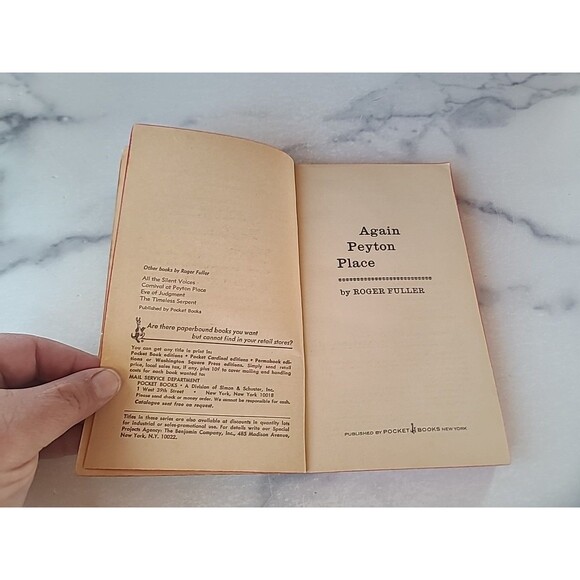 Other books by Roger Fuller
All the Silent Voices
Carnival at Peyton Place
Eve of Judgment
The Timeless Serpent
Published by Pocket Books
Are there paperbound books you want
but cannot find in your retail stores?
You can get any title in print in:
Pocket Book editions • Pocket Cardinal editions • Permabook edi-
tions or Washington Square Press editions. Simply send retail
price, local sales tax, if any, plus 10¢ to cover mailing and handling
costs for each book wanted to:
MAIL SERVICE DEPARTMENT
POCKET BOOKS • A Division of Simon & Schuster, Inc.
1 West 39th Street • New York, New York 10018
Please send check or money order. We cannot be responsible for cash.
Catalogue sent free on request.
Titles in these series are also available at discounts in quantity lots
for industrial or sales-promotional use. For details write our Special
Projects Agency: The Benjamin Company, Inc., 485 Madison Avenue,
New York, N.Y. 10022.
Again
Peyton
Place
by ROGER FULLER
PUBLISHED BY POCKET BOOKS NEW YORK